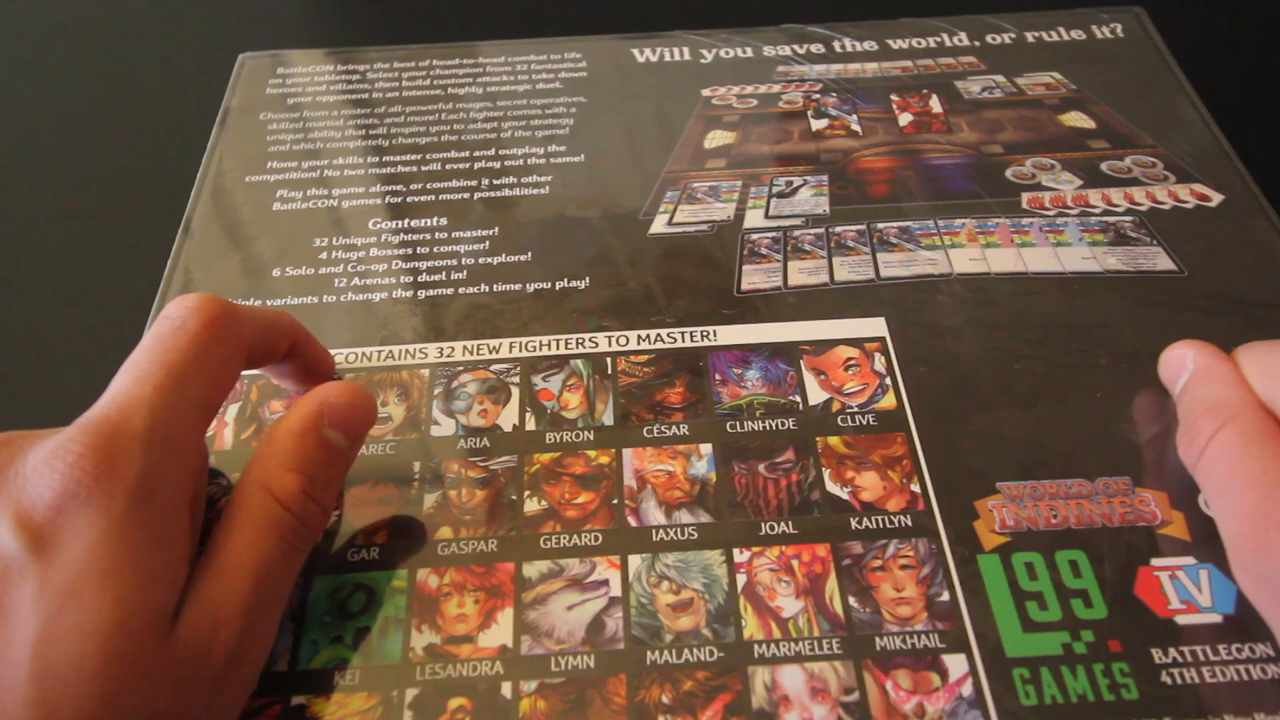 Will you save the world, or rule it?
BattleCON brings the best of head-to-head combat to life
on your tabletop. Select your champion from 32 fantastical
heroes and villains, then build custom attacks to take down
your opponent in an intense, highly strategic duel.
Choose from a roster of all-powerful mages, secret operatives,
skilled martial artists, and more! Each fighter comes with a
unique ability that will inspire you to adapt your strategy
and which completely changes the course of the game!
Hone your skills to master combat and outplay the
competition! No two matches will ever play out the same!
Play this game alone, or combine it with other
BattleCON games for even more possibilities!
Contents
32 Unique Fighters to master!
4 Huge Bosses to conquer!
6 Solo and Co-op Dungeons to explore!
12 Arenas to duel in!
variants to change the game each time you play!
CONTAINS 32 NEW FIGHTERS TO MASTER!
AREC ARIA BYRON CÉSAR CLINHYDE CLIVE
GAR GASPAR GERARD IAXUS JOAL KAITLYN
KEI LESANDRA LYMN MALAND- MARMELEE MIKHAIL
WORLD OF
INDINES
L99
GAMES
IV
BATTLECON
4TH EDITION